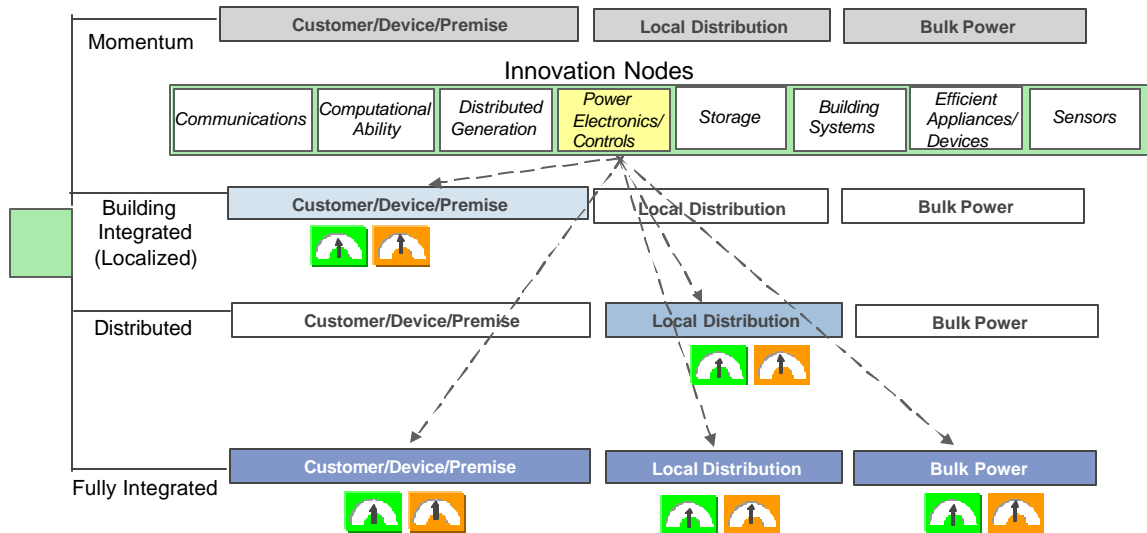 Momentum
Customer/Device/Premise
Local Distribution
Bulk Power
Innovation Nodes
Communications
Computational
Ability
Distributed
Generation
Power
Electronics/
Controls
Storage
Building
Systems
Efficient
Appliances/
Devices
Sensors
Building
Integrated
(Localized)
Customer/Device/Premise
Local Distribution
Bulk Power
Distributed
Customer/Device/Premise
Local Distribution
Bulk Power
Fully Integrated
Customer/Device/Premise
Local Distribution
Bulk Power